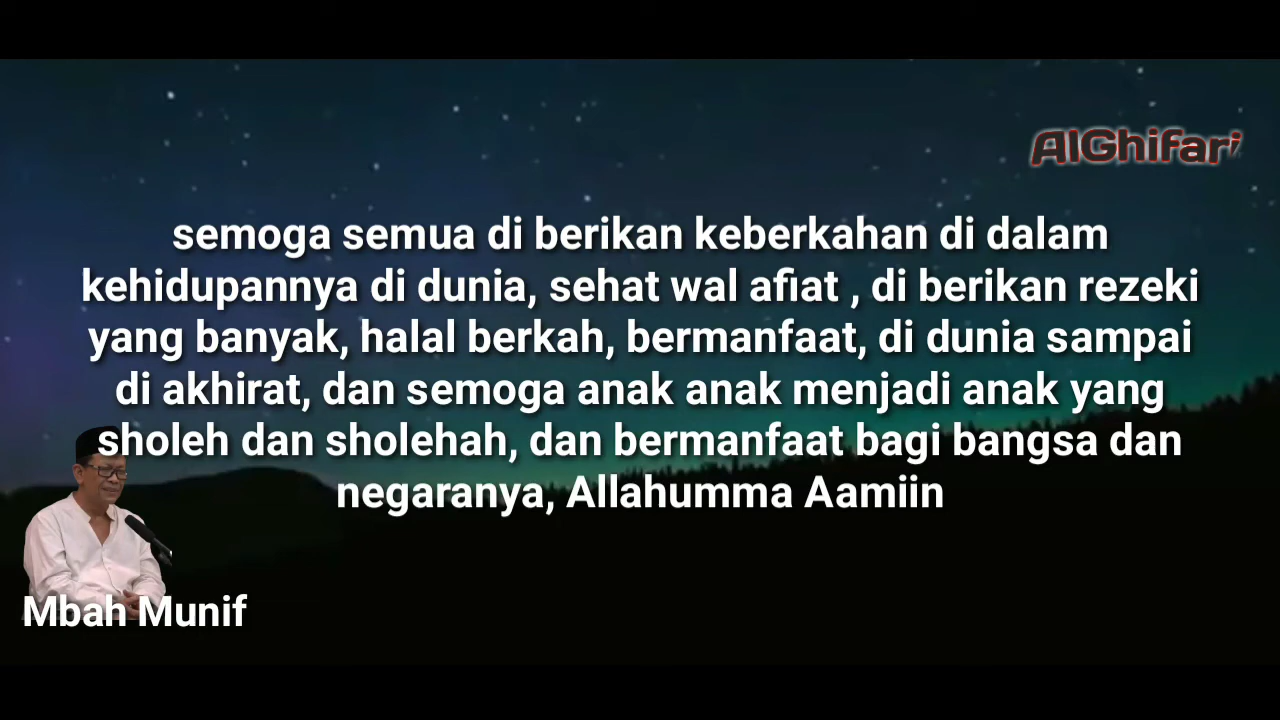 AlGhifari
semoga semua di berikan keberkahan di dalam
kehidupannya di dunia, sehat wal afiat , di berikan rezeki
yang banyak, halal berkah, bermanfaat, di dunia sampai
di akhirat, dan semoga anak anak menjadi anak yang
sholeh dan sholehah, dan bermanfaat bagi bangsa dan
negaranya, Allahumma Aamiin
Mbah Munif